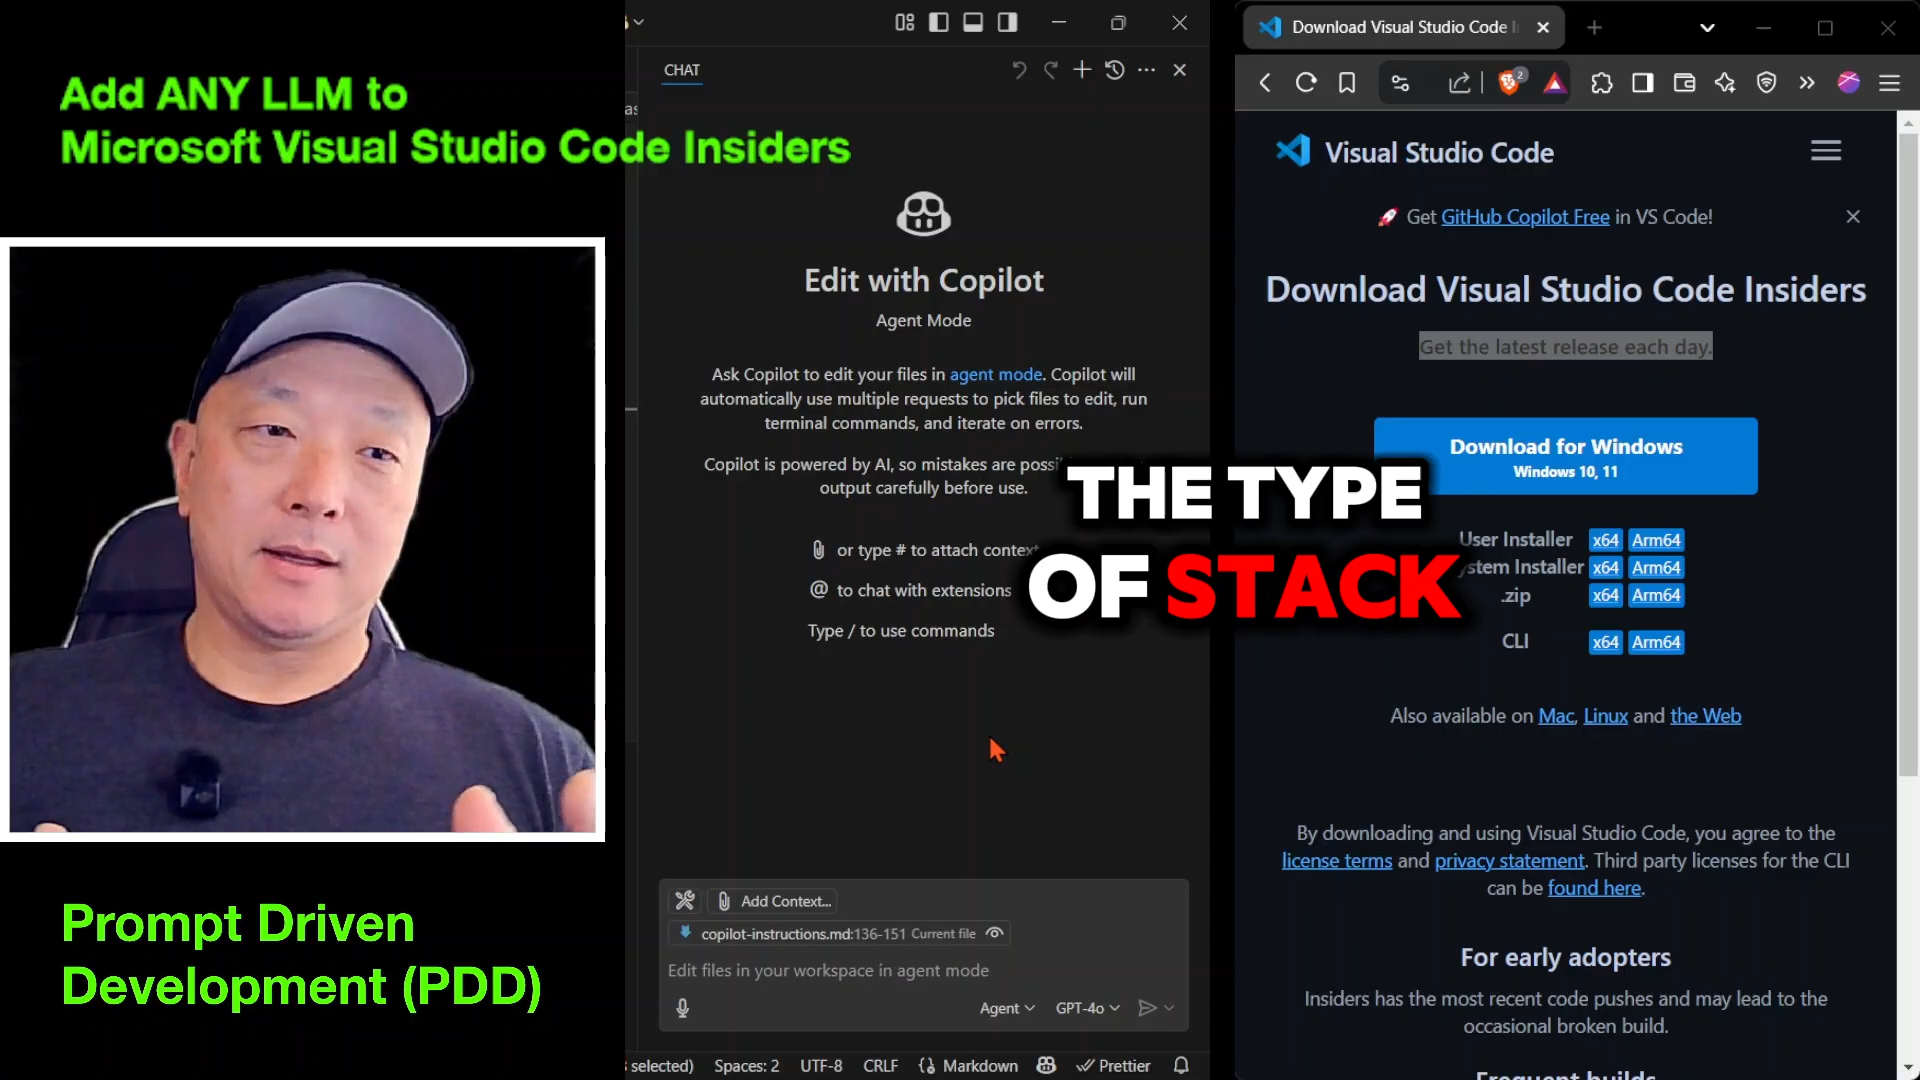 Add ANY LLM to
Microsoft Visual Studio Code Insiders
Prompt Driven
Development (PDD)
CHAT
Edit with Copilot
Agent Mode
Ask Copilot to edit your files in agent mode. Copilot will
automatically use multiple requests to pick files to edit, run
terminal commands, and iterate on errors.
Copilot is powered by AI, so mistakes are
output carefully before use.
or type # to attach context
@ to chat with extensions
Type / to use commands
THE TYPE
OF STACK
Add Context...
copilot-instructions.md:136-151 Current file
Edit files in your workspace in agent mode
Agent GPT-4o
selected) Spaces: 2 UTF-8 CRLF {} Markdown Prettier
Download Visual Studio Code
2
Visual Studio Code
Get GitHub Copilot Free in VS Code!
Download Visual Studio Code Insiders
Get the latest release each day.
Download for Windows
Windows 10, 11
User Installer x64 Arm64
ystem Installer x64 Arm64
.zip x64 Arm64
CLI x64 Arm64
Also available on Mac, Linux and the Web
By downloading and using Visual Studio Code, you agree to the
license terms and privacy statement. Third party licenses for the CLI
can be found here.
For early adopters
Insiders has the most recent code pushes and may lead to the
occasional broken build.
Frequent builds